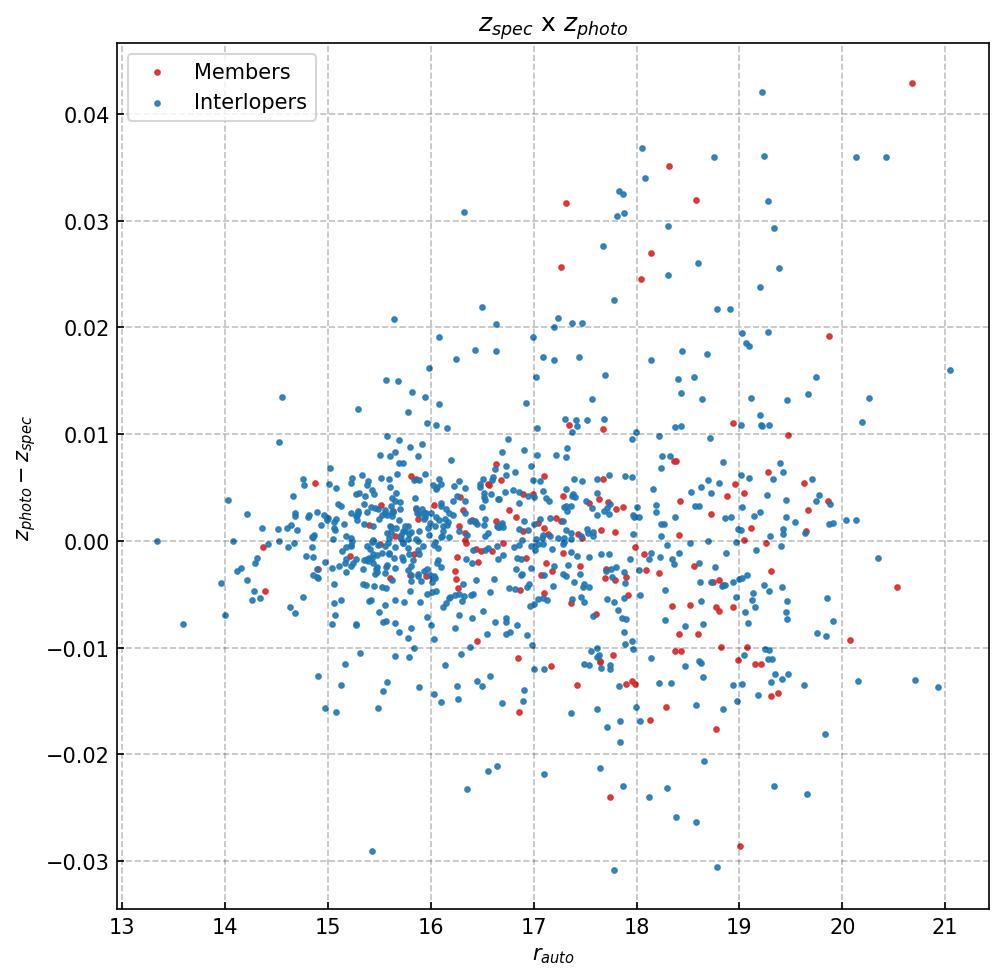 z_spec x z_photo
Members
Interlopers
z_photo − z_spec
0.04
0.03
0.02
0.01
0.00
−0.01
−0.02
−0.03
13 14 15 16 17 18 19 20 21
r_auto